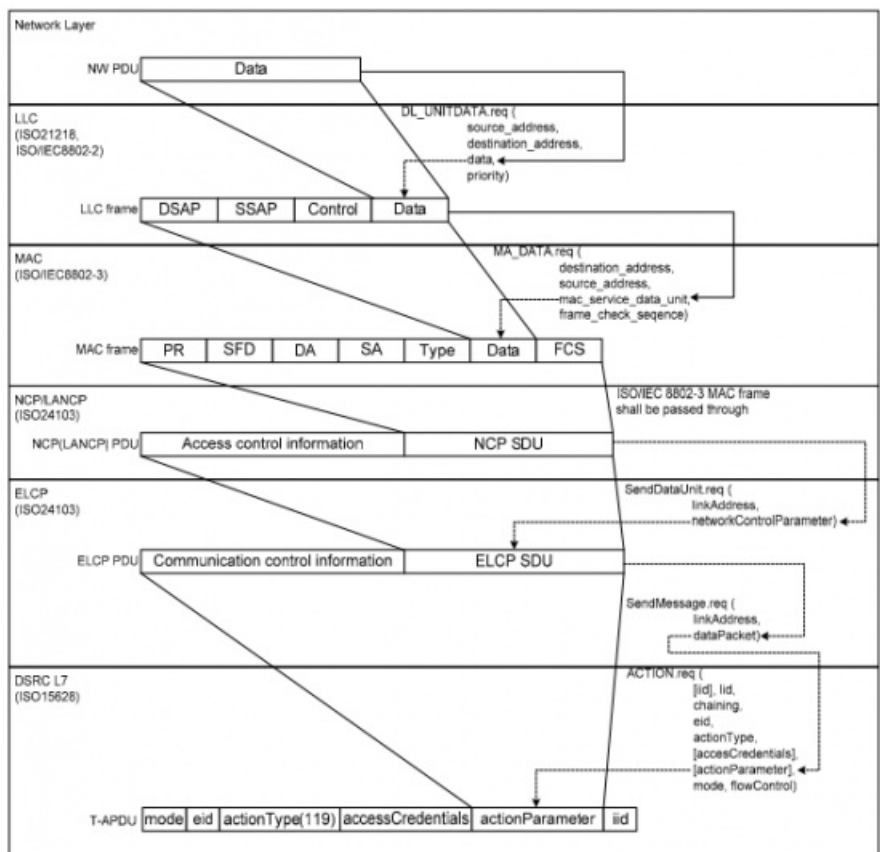 Network Layer
NW PDU
Data
LLC
(ISO21218,
ISO/IEC8802-2)
DL_UNITDATA.req (
source_address,
destination_address,
data,
priority)
LLC frame
DSAP
SSAP
Control
Data
MAC
(ISO/IEC8802-3)
MA_DATA.req (
destination_address,
source_address,
mac_service_data_unit,
frame_check_seqence)
MAC frame
PR
SFD
DA
SA
Type
Data
FCS
NCP/LANCP
(ISO24103)
ISO/IEC 8802-3 MAC frame
shall be passed through
NCP(LANCP) PDU
Access control information
NCP SDU
ELCP
(ISO24103)
SendDataUnit.req (
linkAddress,
networkControlParameter)
ELCP PDU
Communication control information
ELCP SDU
SendMessage.req (
linkAddress,
dataPacket)
DSRC L7
(ISO15628)
ACTION.req (
[iid], lid,
chaining,
eid,
actionType,
[accesCredentials],
[actionParameter],
mode, flowControl)
T-APDU
mode
eid
actionType(119)
accessCredentials
actionParameter
iid